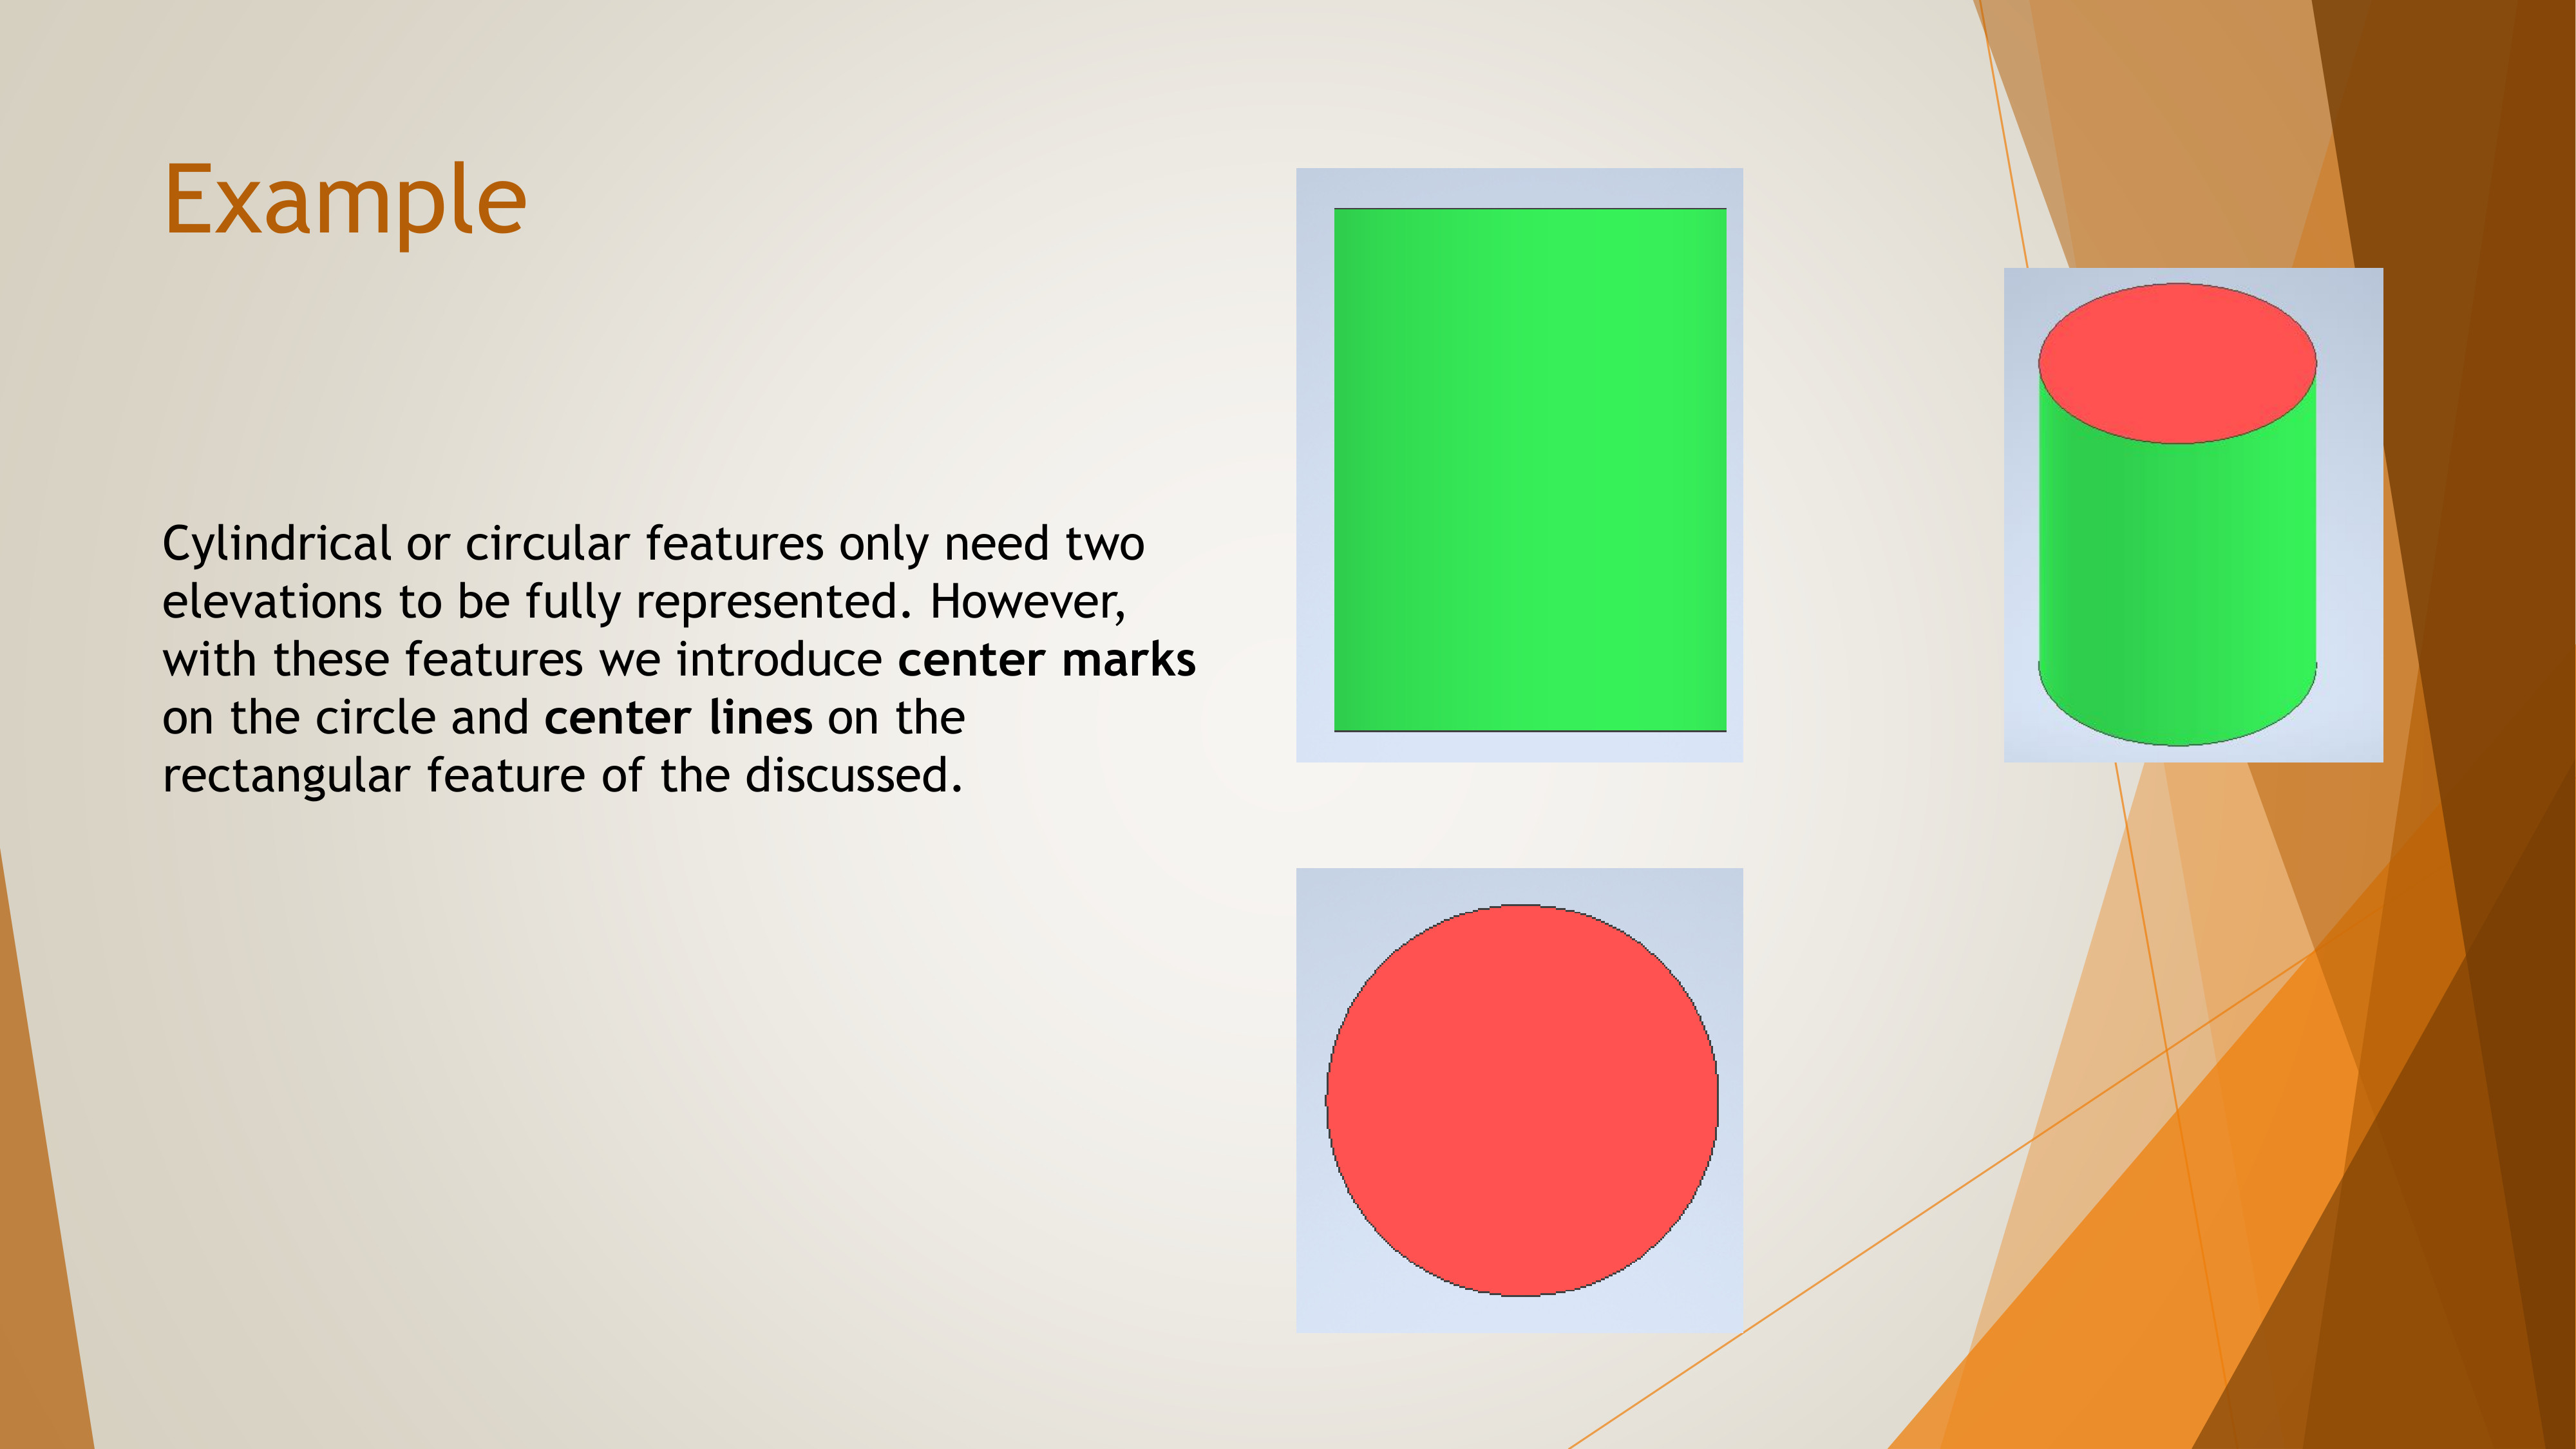 Example
Cylindrical or circular features only need two
elevations to be fully represented. However,
with these features we introduce center marks
on the circle and center lines on the
rectangular feature of the discussed.